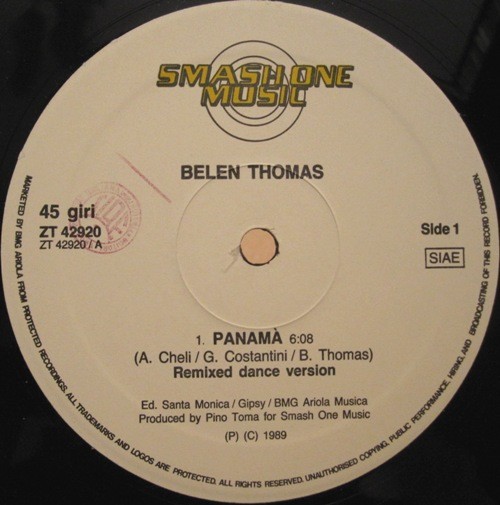 SMASH ONE
MUSIC
BELEN THOMAS
45 giri
ZT 42920
ZT 42920 / A
Side 1
SIAE
1. PANAMÀ 6:08
(A. Cheli / G. Costantini / B. Thomas)
Remixed dance version
Ed. Santa Monica / Gipsy / BMG Ariola Musica
Produced by Pino Toma for Smash One Music
(P) (C) 1989
MARKETED BY BMG ARIOLA FROM PROTECTED RECORDINGS. ALL TRADEMARKS AND LOGOS ARE PROTECTED. ALL RIGHTS RESERVED. UNAUTHORISED COPYING, PUBLIC PERFORMANCE, HIRING, AND BROADCASTING OF THIS RECORD FORBIDDEN.